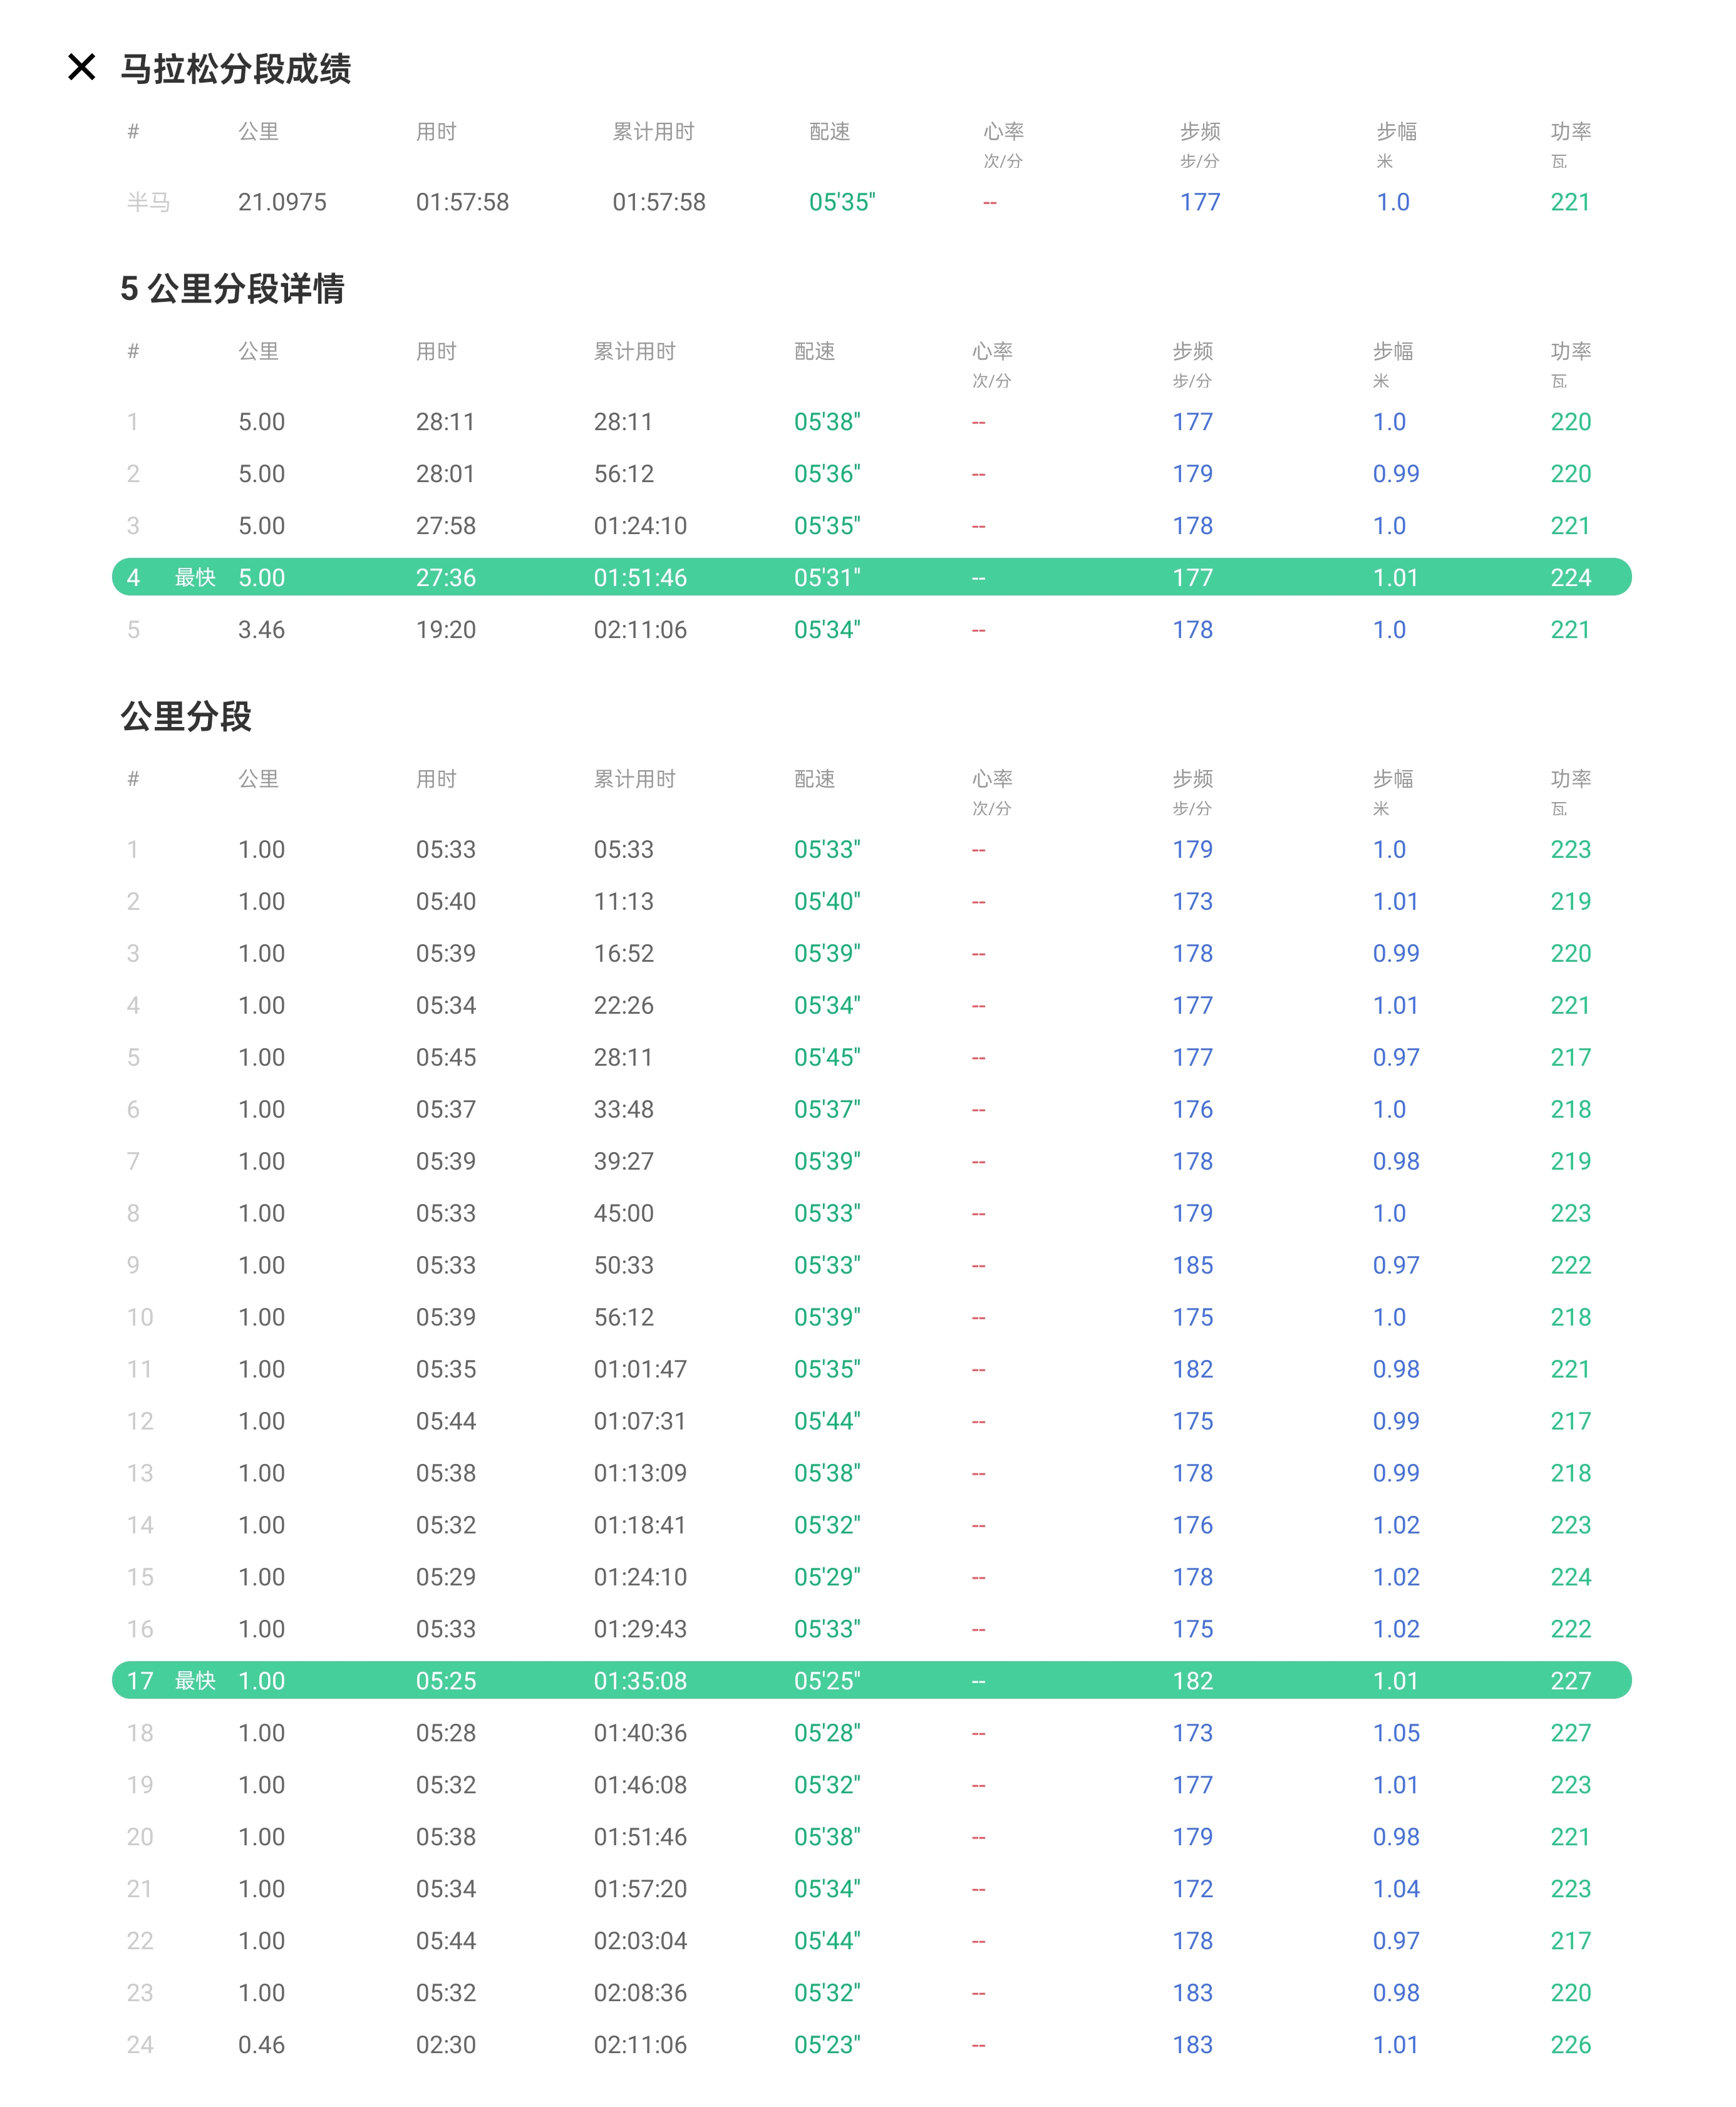 马拉松分段成绩
# 公里 用时 累计用时 配速 心率 步频 步幅 功率
次/分 步/分 米 瓦
半马 21.0975 01:57:58 01:57:58 05'35" -- 177 1.0 221
5 公里分段详情
# 公里 用时 累计用时 配速 心率 步频 步幅 功率
次/分 步/分 米 瓦
1 5.00 28:11 28:11 05'38" -- 177 1.0 220
2 5.00 28:01 56:12 05'36" -- 179 0.99 220
3 5.00 27:58 01:24:10 05'35" -- 178 1.0 221
4 最快 5.00 27:36 01:51:46 05'31" -- 177 1.01 224
5 3.46 19:20 02:11:06 05'34" -- 178 1.0 221
公里分段
# 公里 用时 累计用时 配速 心率 步频 步幅 功率
次/分 步/分 米 瓦
1 1.00 05:33 05:33 05'33" -- 179 1.0 223
2 1.00 05:40 11:13 05'40" -- 173 1.01 219
3 1.00 05:39 16:52 05'39" -- 178 0.99 220
4 1.00 05:34 22:26 05'34" -- 177 1.01 221
5 1.00 05:45 28:11 05'45" -- 177 0.97 217
6 1.00 05:37 33:48 05'37" -- 176 1.0 218
7 1.00 05:39 39:27 05'39" -- 178 0.98 219
8 1.00 05:33 45:00 05'33" -- 179 1.0 223
9 1.00 05:33 50:33 05'33" -- 185 0.97 222
10 1.00 05:39 56:12 05'39" -- 175 1.0 218
11 1.00 05:35 01:01:47 05'35" -- 182 0.98 221
12 1.00 05:44 01:07:31 05'44" -- 175 0.99 217
13 1.00 05:38 01:13:09 05'38" -- 178 0.99 218
14 1.00 05:32 01:18:41 05'32" -- 176 1.02 223
15 1.00 05:29 01:24:10 05'29" -- 178 1.02 224
16 1.00 05:33 01:29:43 05'33" -- 175 1.02 222
17 最快 1.00 05:25 01:35:08 05'25" -- 182 1.01 227
18 1.00 05:28 01:40:36 05'28" -- 173 1.05 227
19 1.00 05:32 01:46:08 05'32" -- 177 1.01 223
20 1.00 05:38 01:51:46 05'38" -- 179 0.98 221
21 1.00 05:34 01:57:20 05'34" -- 172 1.04 223
22 1.00 05:44 02:03:04 05'44" -- 178 0.97 217
23 1.00 05:32 02:08:36 05'32" -- 183 0.98 220
24 0.46 02:30 02:11:06 05'23" -- 183 1.01 226